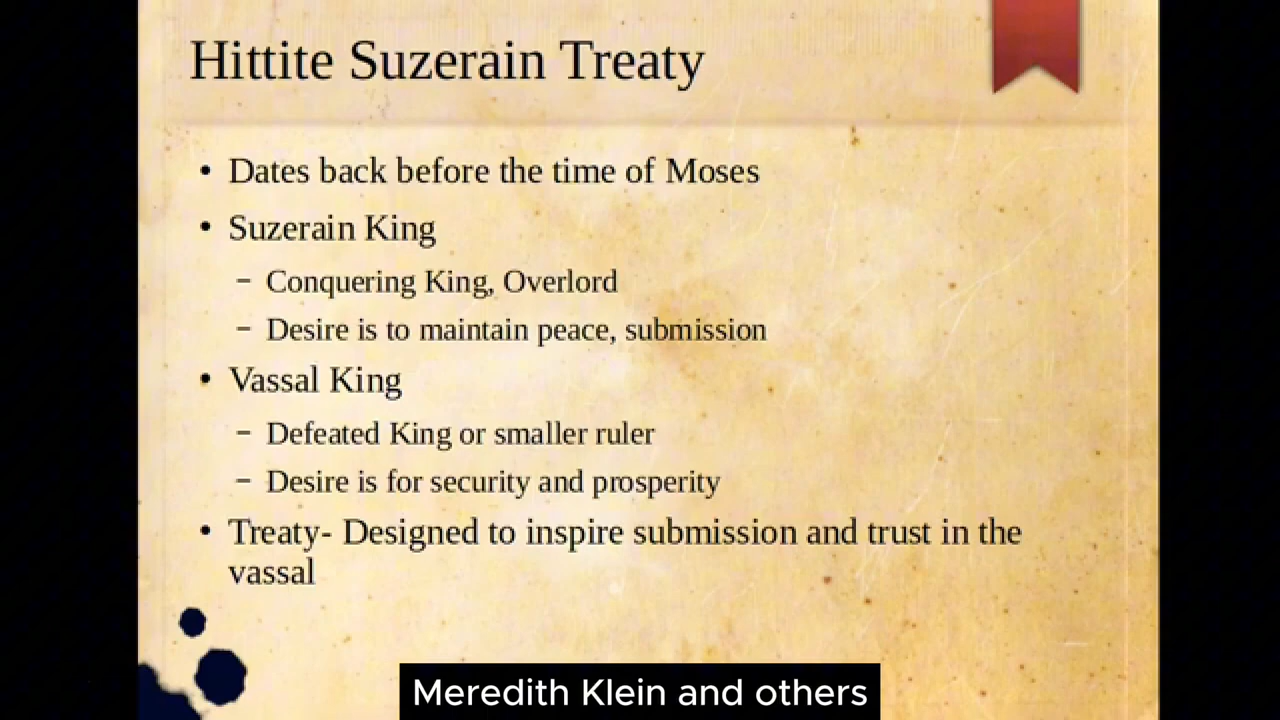 Hittite Suzerain Treaty
• Dates back before the time of Moses
• Suzerain King
– Conquering King, Overlord
– Desire is to maintain peace, submission
• Vassal King
– Defeated King or smaller ruler
– Desire is for security and prosperity
• Treaty- Designed to inspire submission and trust in the
vassal
Meredith Klein and others